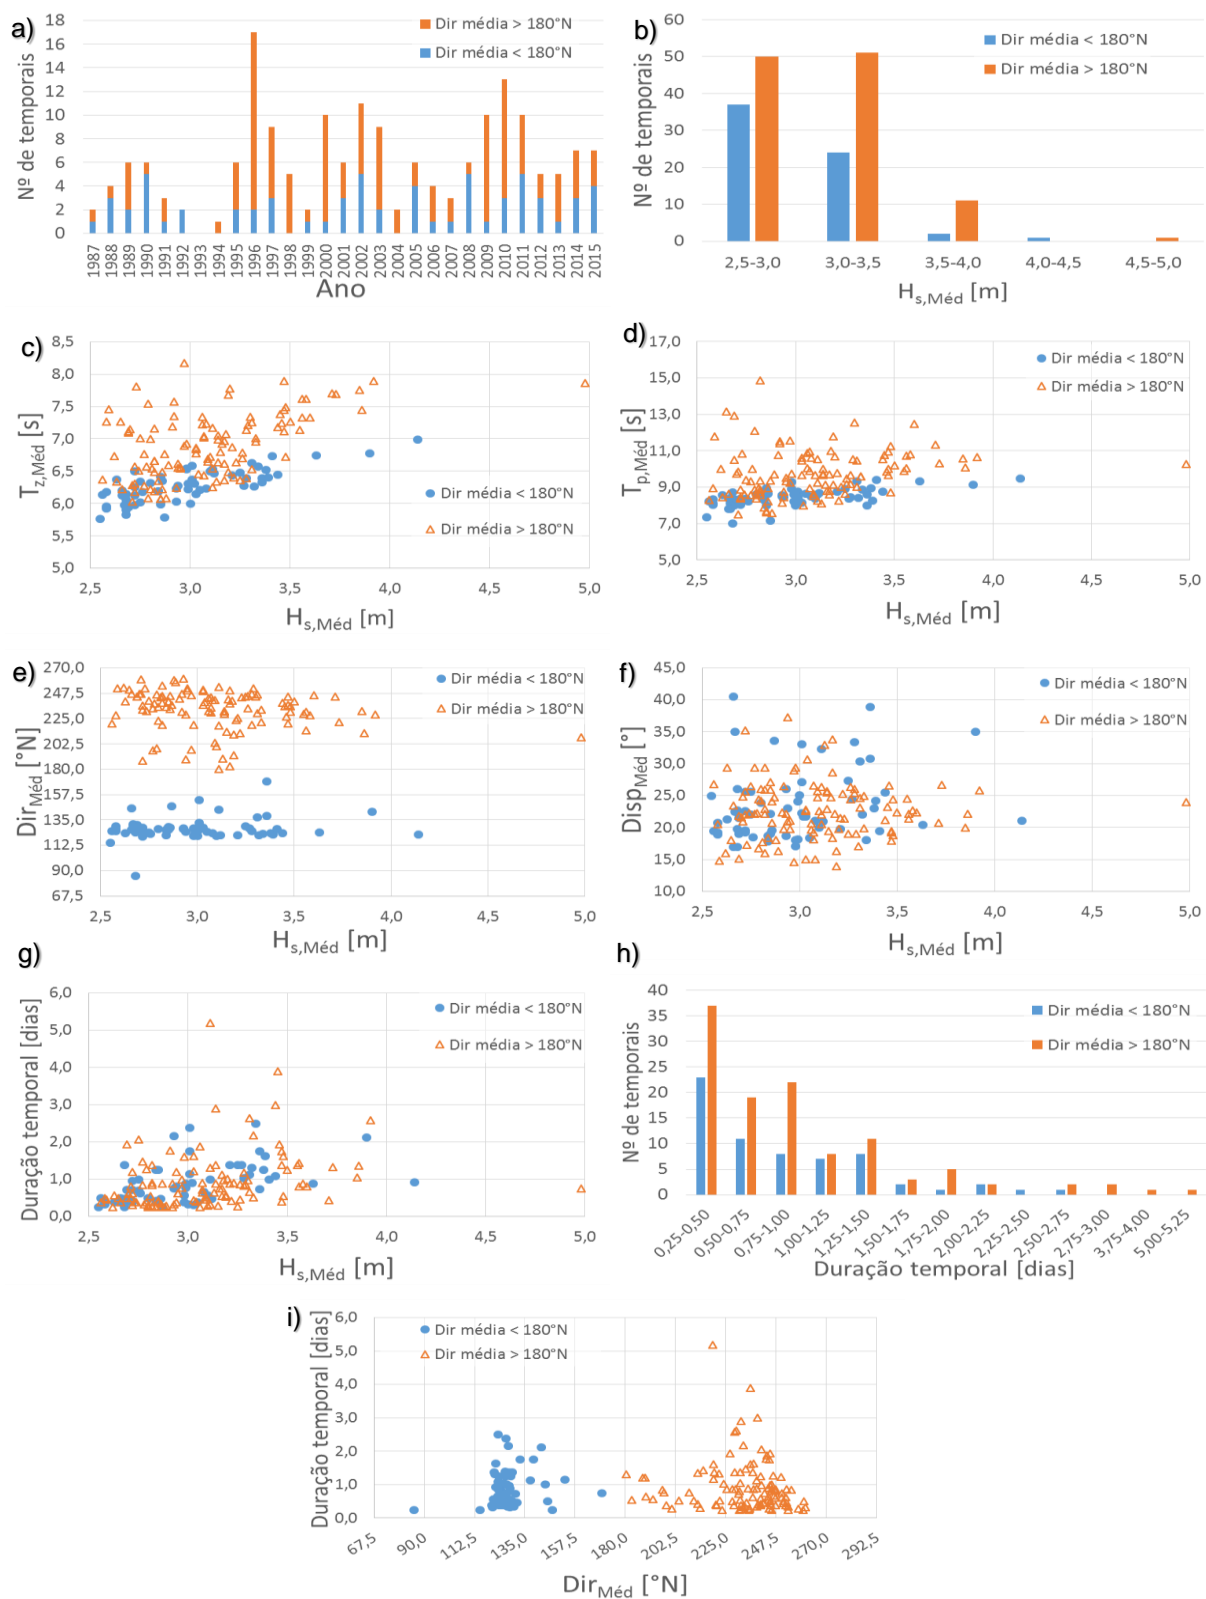 a)
Nº de temporais
18
16
14
12
10
8
6
4
2
0
Dir média > 180°N
Dir média < 180°N
1987 1988 1989 1990 1991 1992 1993 1994 1995 1996 1997 1998 1999 2000 2001 2002 2003 2004 2005 2006 2007 2008 2009 2010 2011 2012 2013 2014 2015
Ano
b)
Nº de temporais
60
50
40
30
20
10
0
Dir média < 180°N
Dir média > 180°N
2,5-3,0 3,0-3,5 3,5-4,0 4,0-4,5 4,5-5,0
Hs,Méd [m]
c)
Tz,Méd [s]
8,5
8,0
7,5
7,0
6,5
6,0
5,5
5,0
Dir média < 180°N
Dir média > 180°N
2,5 3,0 3,5 4,0 4,5 5,0
Hs,Méd [m]
d)
Tp,Méd [s]
17,0
15,0
13,0
11,0
9,0
7,0
5,0
Dir média < 180°N
Dir média > 180°N
2,5 3,0 3,5 4,0 4,5 5,0
Hs,Méd [m]
e)
DirMéd [°N]
270,0
247,5
225,0
202,5
180,0
157,5
135,0
112,5
90,0
67,5
Dir média < 180°N
Dir média > 180°N
2,5 3,0 3,5 4,0 4,5 5,0
Hs,Méd [m]
f)
DispMéd [°]
45,0
40,0
35,0
30,0
25,0
20,0
15,0
10,0
Dir média < 180°N
Dir média > 180°N
2,5 3,0 3,5 4,0 4,5 5,0
Hs,Méd [m]
g)
Duração temporal [dias]
6,0
5,0
4,0
3,0
2,0
1,0
0,0
Dir média < 180°N
Dir média > 180°N
2,5 3,0 3,5 4,0 4,5 5,0
Hs,Méd [m]
h)
Nº de temporais
40
35
30
25
20
15
10
5
0
Dir média < 180°N
Dir média > 180°N
0,25-0,50 0,50-0,75 0,75-1,00 1,00-1,25 1,25-1,50 1,50-1,75 1,75-2,00 2,00-2,25 2,25-2,50 2,50-2,75 2,75-3,00 3,75-4,00 5,00-5,25
Duração temporal [dias]
i)
Duração temporal [dias]
6,0
5,0
4,0
3,0
2,0
1,0
0,0
Dir média < 180°N
Dir média > 180°N
67,5 90,0 112,5 135,0 157,5 180,0 202,5 225,0 247,5 270,0 292,5
DirMéd [°N]